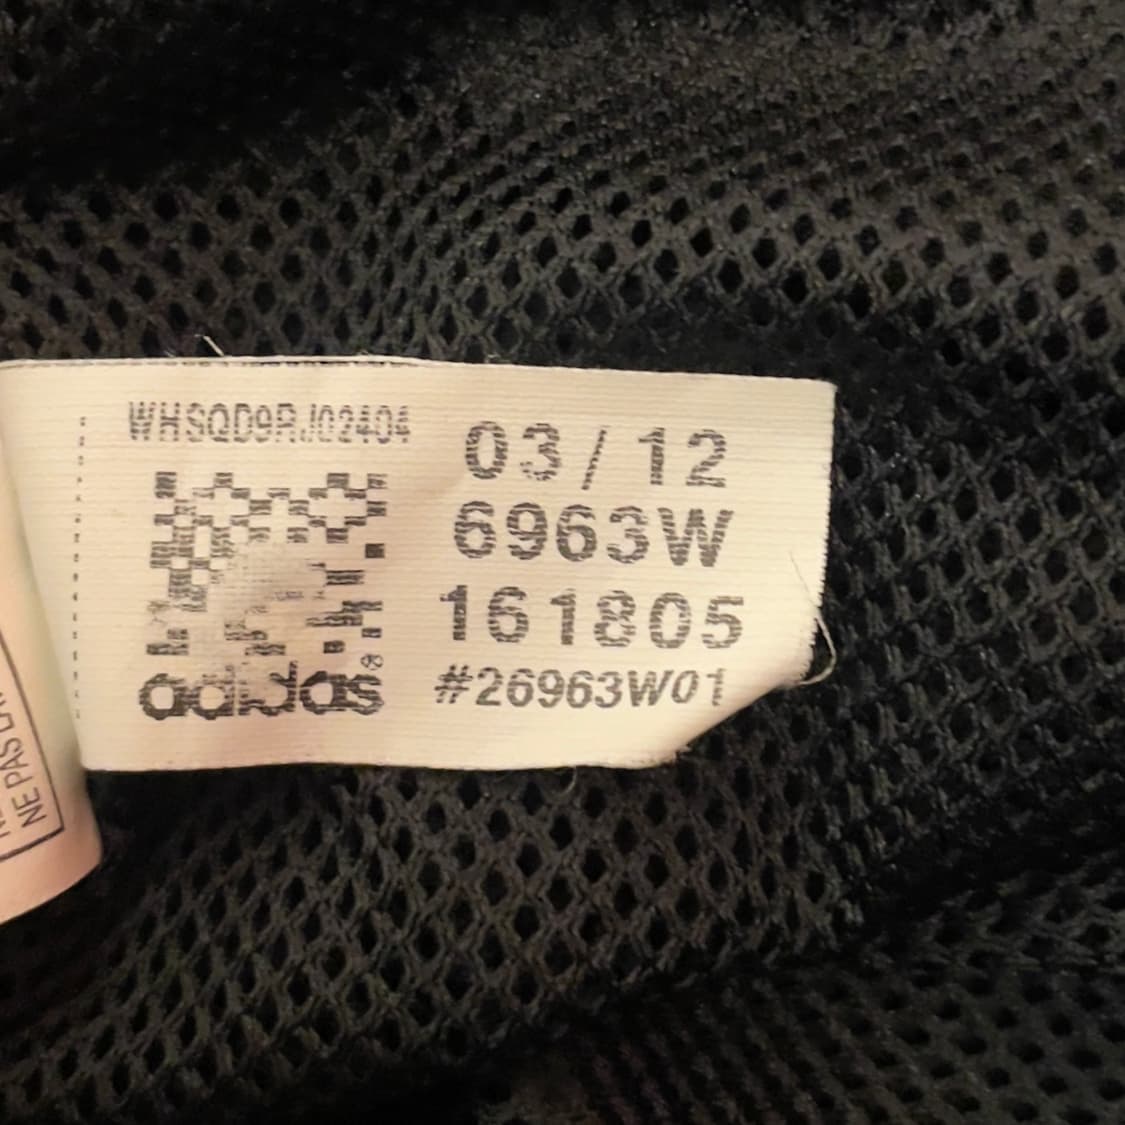 WHSQD9RJ02404
03/12
6963W
161805
#26963W01
adidas®
NE PAS